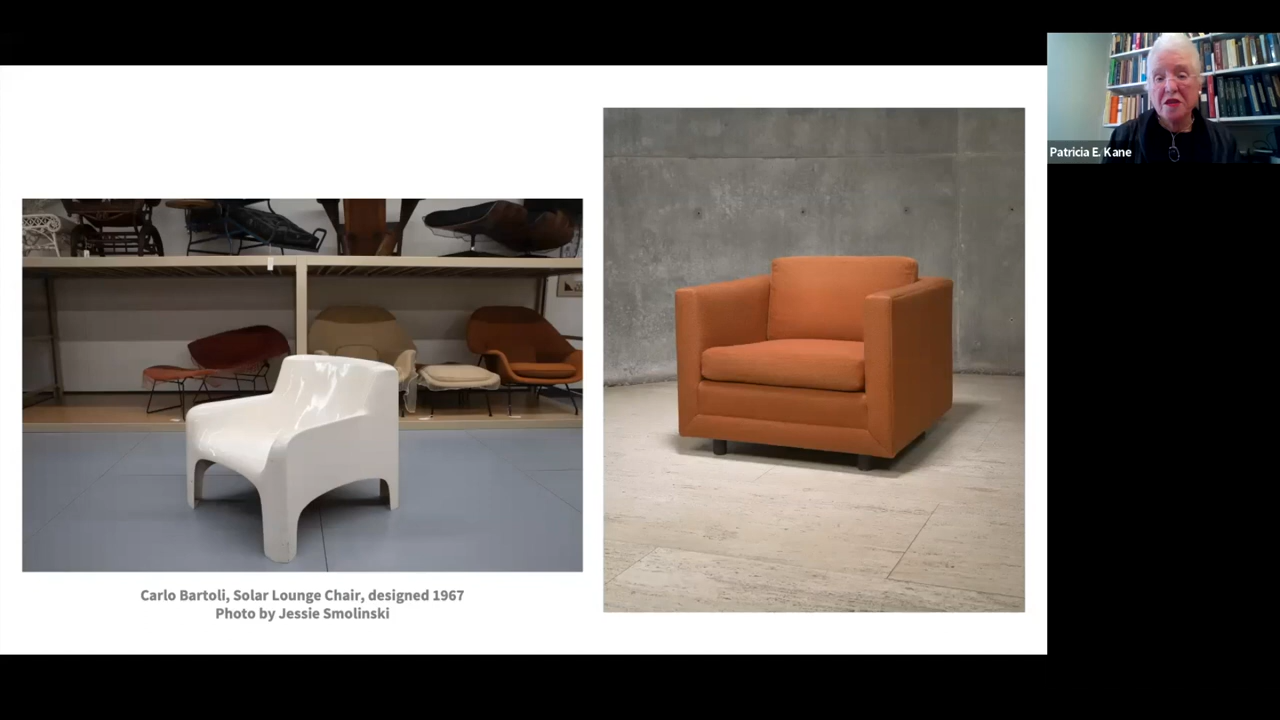 Patricia E. Kane
Carlo Bartoli, Solar Lounge Chair, designed 1967
Photo by Jessie Smolinski